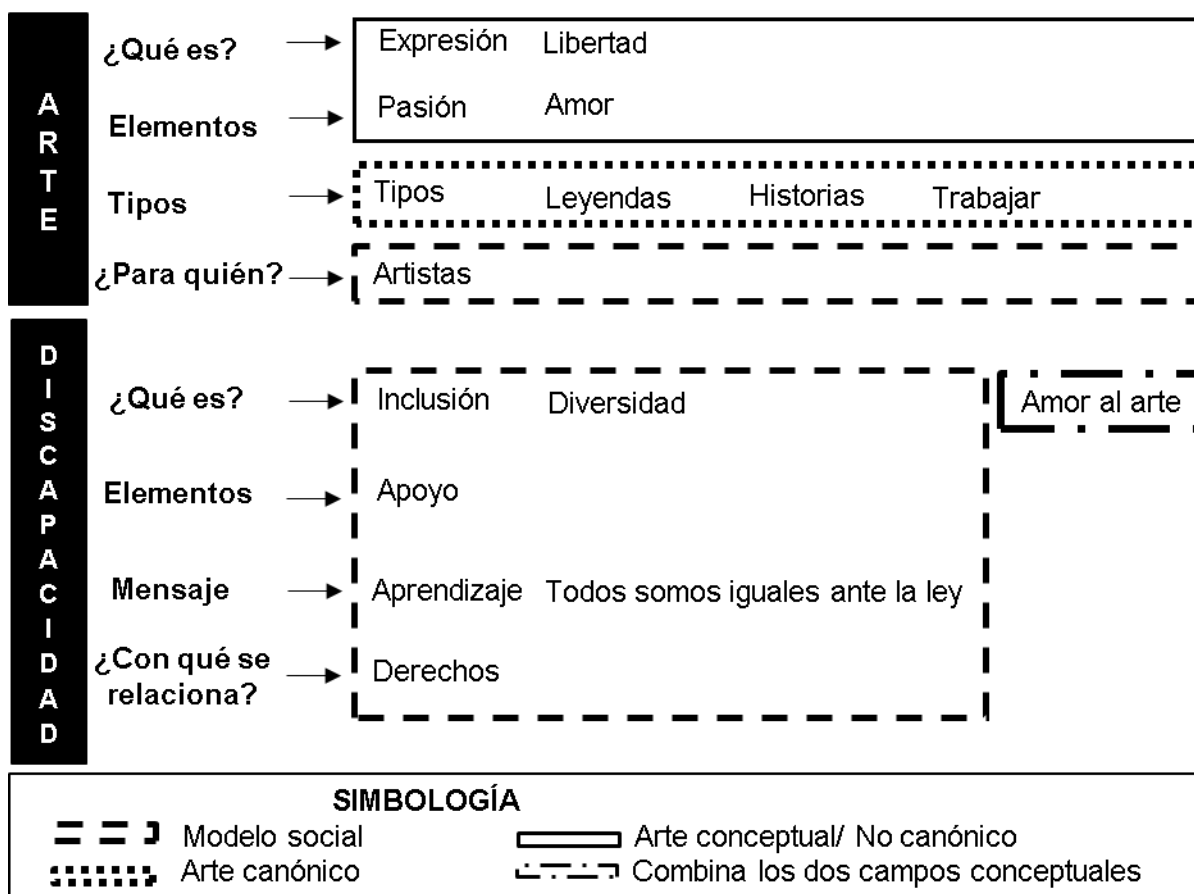 ARTE
¿Qué es? Expresión Libertad
Elementos Pasión Amor
Tipos Tipos Leyendas Historias Trabajar
¿Para quién? Artistas
DISCAPACIDAD
¿Qué es? Inclusión Diversidad Amor al arte
Elementos Apoyo
Mensaje Aprendizaje Todos somos iguales ante la ley
¿Con qué se
relaciona? Derechos
SIMBOLOGÍA
Modelo social Arte conceptual/ No canónico
Arte canónico Combina los dos campos conceptuales